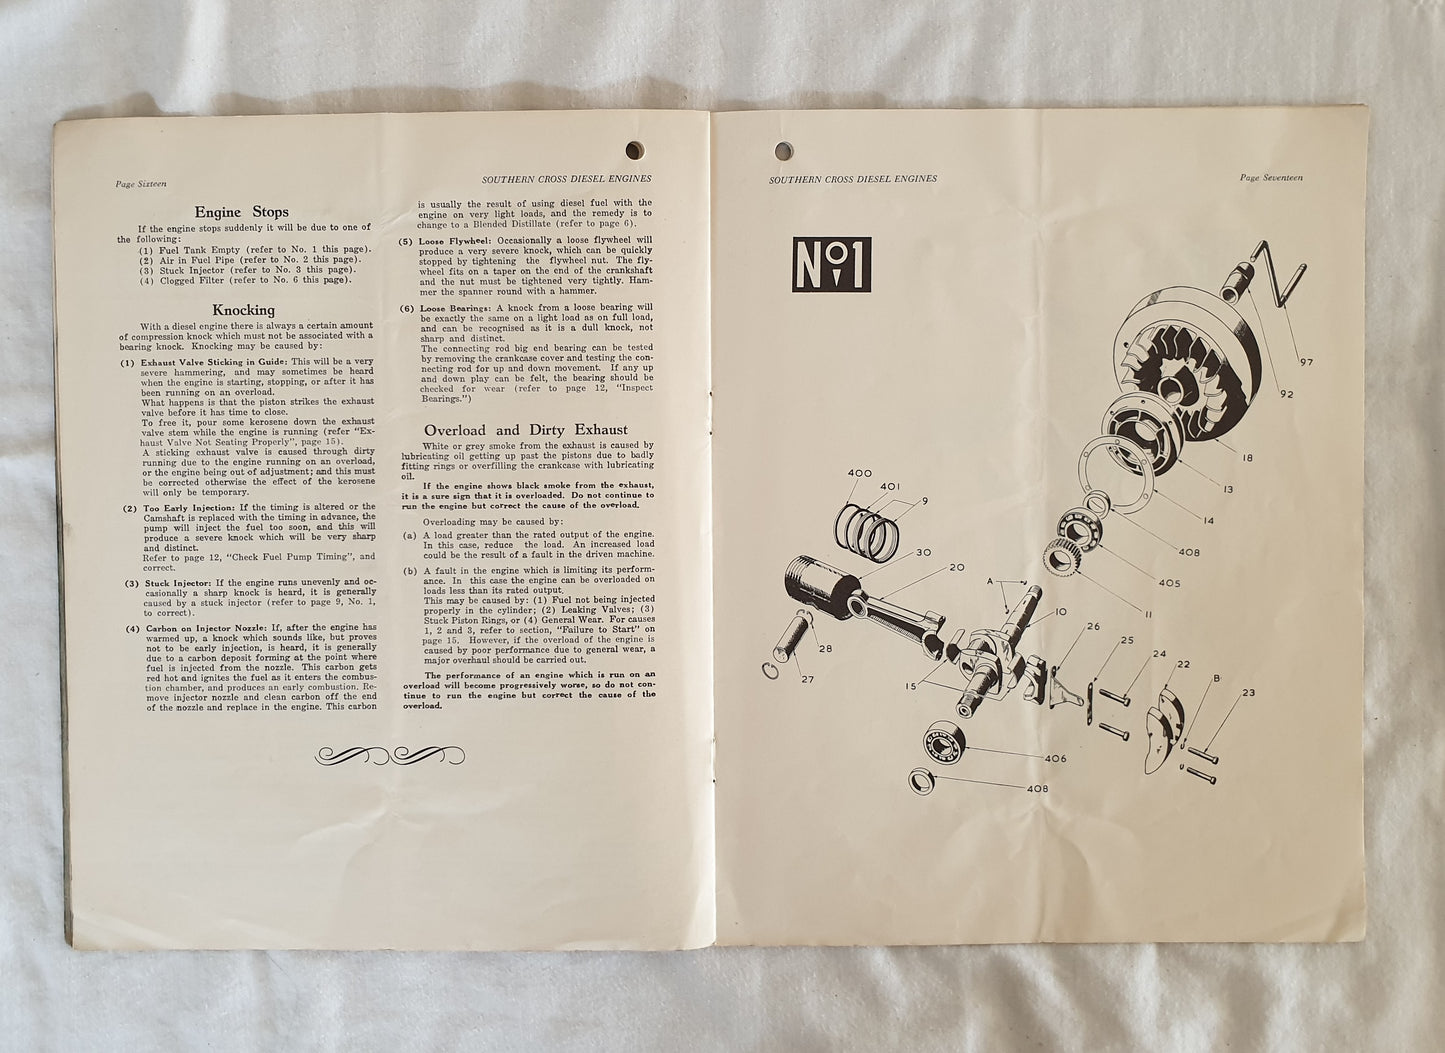 Page Sixteen
SOUTHERN CROSS DIESEL ENGINES
Engine Stops
If the engine stops suddenly it will be due to one of
the following:
(1) Fuel Tank Empty (refer to No. 1 this page).
(2) Air in Fuel Pipe (refer to No. 2 this page).
(3) Stuck Injector (refer to No. 3 this page).
(4) Clogged Filter (refer to No. 6 this page).
Knocking
With a diesel engine there is always a certain amount
of compression knock which must not be associated with a
bearing knock. Knocking may be caused by:
(1) Exhaust Valve Sticking in Guide: This will be a very
severe hammering, and may sometimes be heard
when the engine is starting, stopping, or after it has
been running on an overload.
What happens is that the piston strikes the exhaust
valve before it has time to close.
To free it, pour some kerosene down the exhaust
valve stem while the engine is running (refer "Ex-
haust Valve Not Seating Properly", page 15).
A sticking exhaust valve is caused through dirty
running due to the engine running on an overload,
or the engine being out of adjustment; and this must
be corrected otherwise the effect of the kerosene
will only be temporary.
(2) Too Early Injection: If the timing is altered or the
Camshaft is replaced with the timing in advance, the
pump will inject the fuel too soon, and this will
produce a severe knock which will be very sharp
and distinct.
Refer to page 12, "Check Fuel Pump Timing", and
correct.
(3) Stuck Injector: If the engine runs unevenly and oc-
casionally a sharp knock is heard, it is generally
caused by a stuck injector (refer to page 9, No. 1,
to correct).
(4) Carbon on Injector Nozzle: If, after the engine has
warmed up, a knock which sounds like, but proves
not to be early injection, is heard, it is generally
due to a carbon deposit forming at the point where
fuel is injected from the nozzle. This carbon gets
red hot and ignites the fuel as it enters the combus-
tion chamber, and produces an early combustion. Re-
move injector nozzle and clean carbon off the end
of the nozzle and replace in the engine. This carbon
is usually the result of using diesel fuel with the
engine on very light loads, and the remedy is to
change to a Blended Distillate (refer to page 6).
(5) Loose Flywheel: Occasionally a loose flywheel will
produce a very severe knock, which can be quickly
stopped by tightening the flywheel nut. The fly-
wheel fits on a taper on the end of the crankshaft
and the nut must be tightened very tightly. Ham-
mer the spanner round with a hammer.
(6) Loose Bearings: A knock from a loose bearing will
be exactly the same on a light load as on full load,
and can be recognised as it is a dull knock, not
sharp and distinct.
The connecting rod big end bearing can be tested
by removing the crankcase cover and testing the con-
necting rod for up and down movement. If any up
and down play can be felt, the bearing should be
checked for wear (refer to page 12, "Inspect
Bearings.")
Overload and Dirty Exhaust
White or grey smoke from the exhaust is caused by
lubricating oil getting up past the pistons due to badly
fitting rings or overfilling the crankcase with lubricating
oil.
If the engine shows black smoke from the exhaust,
it is a sure sign that it is overloaded. Do not continue to
run the engine but correct the cause of the overload.
Overloading may be caused by:
(a) A load greater than the rated output of the engine.
In this case, reduce the load. An increased load
could be the result of a fault in the driven machine.
(b) A fault in the engine which is limiting its perform-
ance. In this case the engine can be overloaded on
loads less than its rated output.
This may be caused by: (1) Fuel not being injected
properly in the cylinder; (2) Leaking Valves; (3)
Stuck Piston Rings, or (4) General Wear. For causes
1, 2 and 3, refer to section, "Failure to Start" on
page 15. However, if the overload of the engine is
caused by poor performance due to general wear, a
major overhaul should be carried out.
The performance of an engine which is run on an
overload will become progressively worse, so do not con-
tinue to run the engine but correct the cause of the
overload.
SOUTHERN CROSS DIESEL ENGINES
Page Seventeen
No 1
97
92
18
13
14
408
405
11
400
401
9
30
20
A
10
28
27
15
26
25
24
22
B
23
406
408